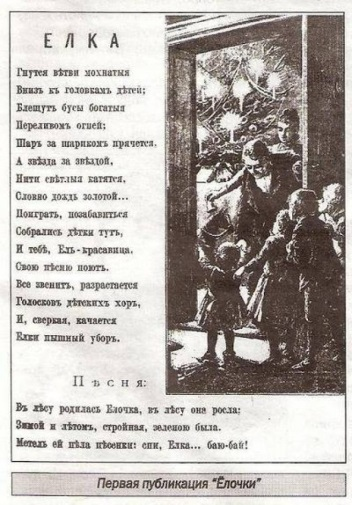 ЕЛКА
Гнутся вѣтви мохнатыя
Внизъ къ головкамъ дѣтей;
Блещутъ бусы богатыя
Переливомъ огней;
Шаръ за шарикомъ прячется,
А звѣзда за звѣздой,
Нити свѣтлыя катятся,
Словно дождь золотой...
Поиграть, позабавиться
Собрались дѣтки тутъ,
И тебѣ, Ель-красавица,
Свою пѣсню поютъ.
Все звенитъ, разрастается
Голосковъ дѣтскихъ хоръ,
И, сверкая, качается
Елки пышный уборъ.
Пѣсня:
Въ лѣсу родилась Елочка, въ лѣсу она росла;
Зимой и лѣтомъ, стройная, зеленою была.
Метель ей пѣла пѣсенки: спи, Елка... баю-бай!
Первая публикация "Ёлочки"